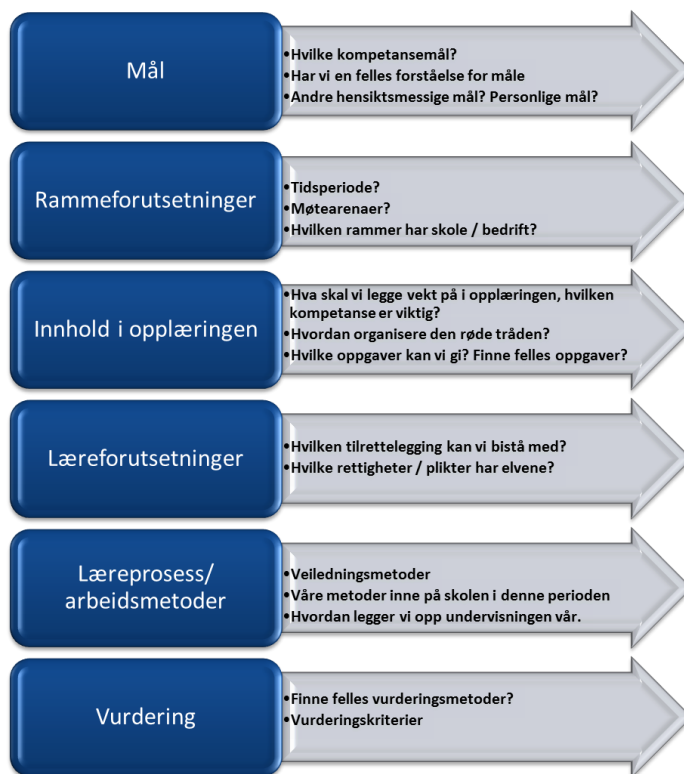 Mål
•Hvilke kompetansemål?
•Har vi en felles forståelse for måle
•Andre hensiktsmessige mål? Personlige mål?
Rammeforutsetninger
•Tidsperiode?
•Møtearenaer?
•Hvilken rammer har skole / bedrift?
Innhold i opplæringen
•Hva skal vi legge vekt på i opplæringen, hvilken
kompetanse er viktig?
•Hvordan organisere den røde tråden?
•Hvilke oppgaver kan vi gi? Finne felles oppgaver?
Læreforutsetninger
•Hvilken tilrettelegging kan vi bistå med?
•Hvilke rettigheter / plikter har elvene?
Læreprosess/
arbeidsmetoder
•Veiledningsmetoder
•Våre metoder inne på skolen i denne perioden
•Hvordan legger vi opp undervisningen vår.
Vurdering
•Finne felles vurderingsmetoder?
•Vurderingskriterier